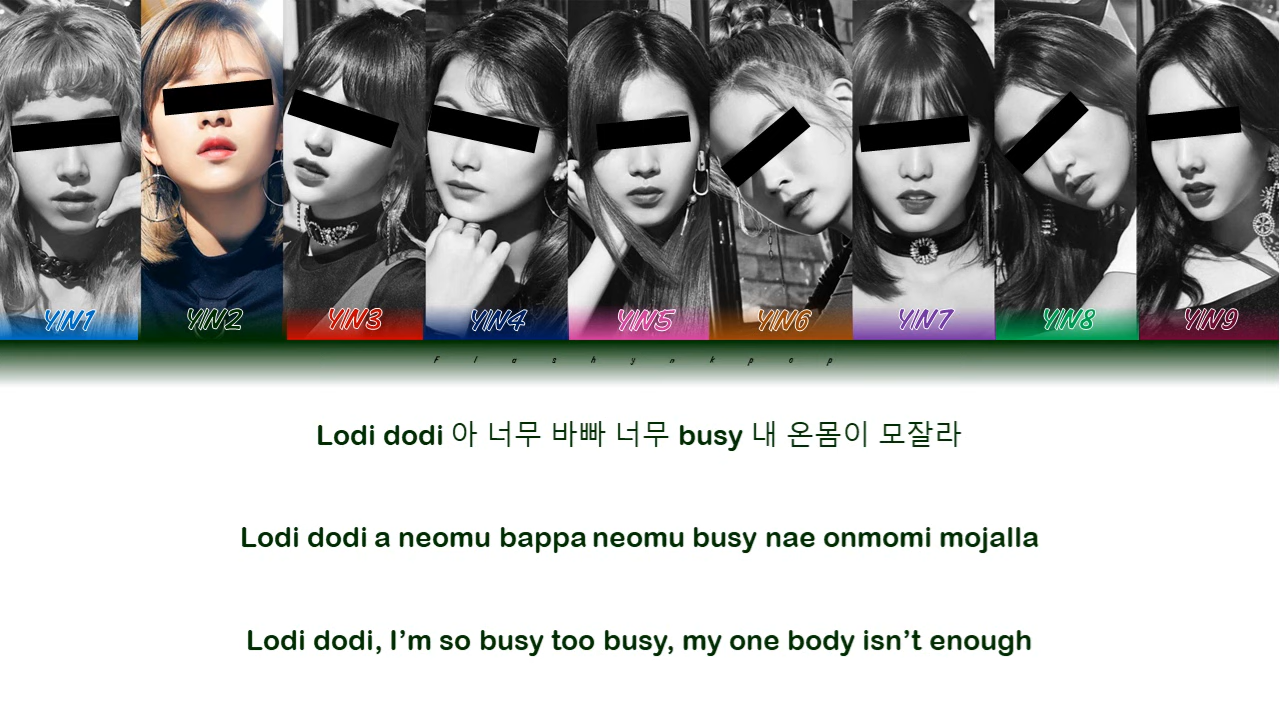 YIN1 YIN2 YIN3 YIN4 YIN5 YIN6 YIN7 YIN8 YIN9
Flashynkpop
Lodi dodi 아 너무 바빠 너무 busy 내 온몸이 모잘라
Lodi dodi a neomu bappa neomu busy nae onmomi mojalla
Lodi dodi, I’m so busy too busy, my one body isn’t enough